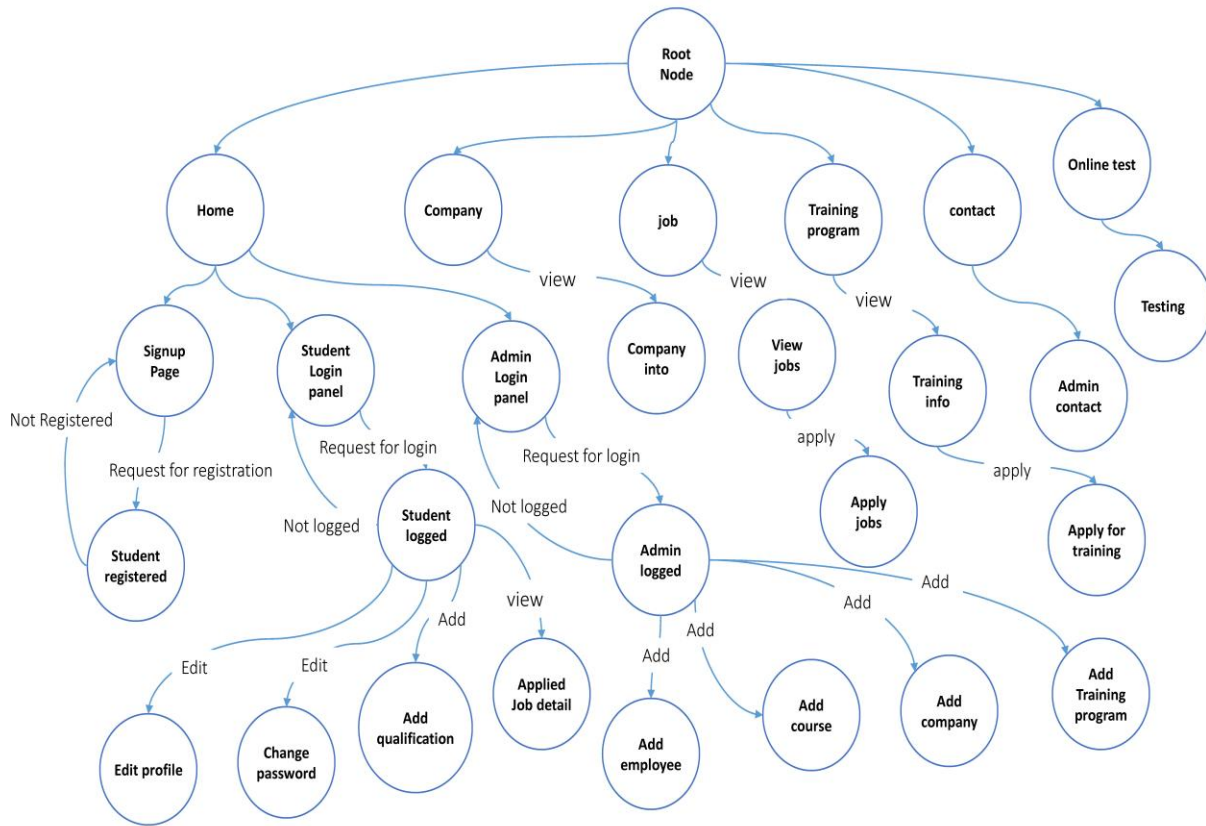 Root
Node
Home
Company
job
Training
program
contact
Online test
view
view
view
Testing
Signup
Page
Student
Login
panel
Admin
Login
panel
Company
into
View
jobs
Training
info
Admin
contact
Not Registered
Request for registration
Request for login
Request for login
apply
apply
Not logged
Not logged
Student
registered
Student
logged
Admin
logged
Apply
jobs
Apply for
training
Edit
Edit
Add
view
Add
Add
Add
Add
Edit profile
Change
password
Add
qualification
Applied
Job detail
Add
employee
Add
course
Add
company
Add
Training
program